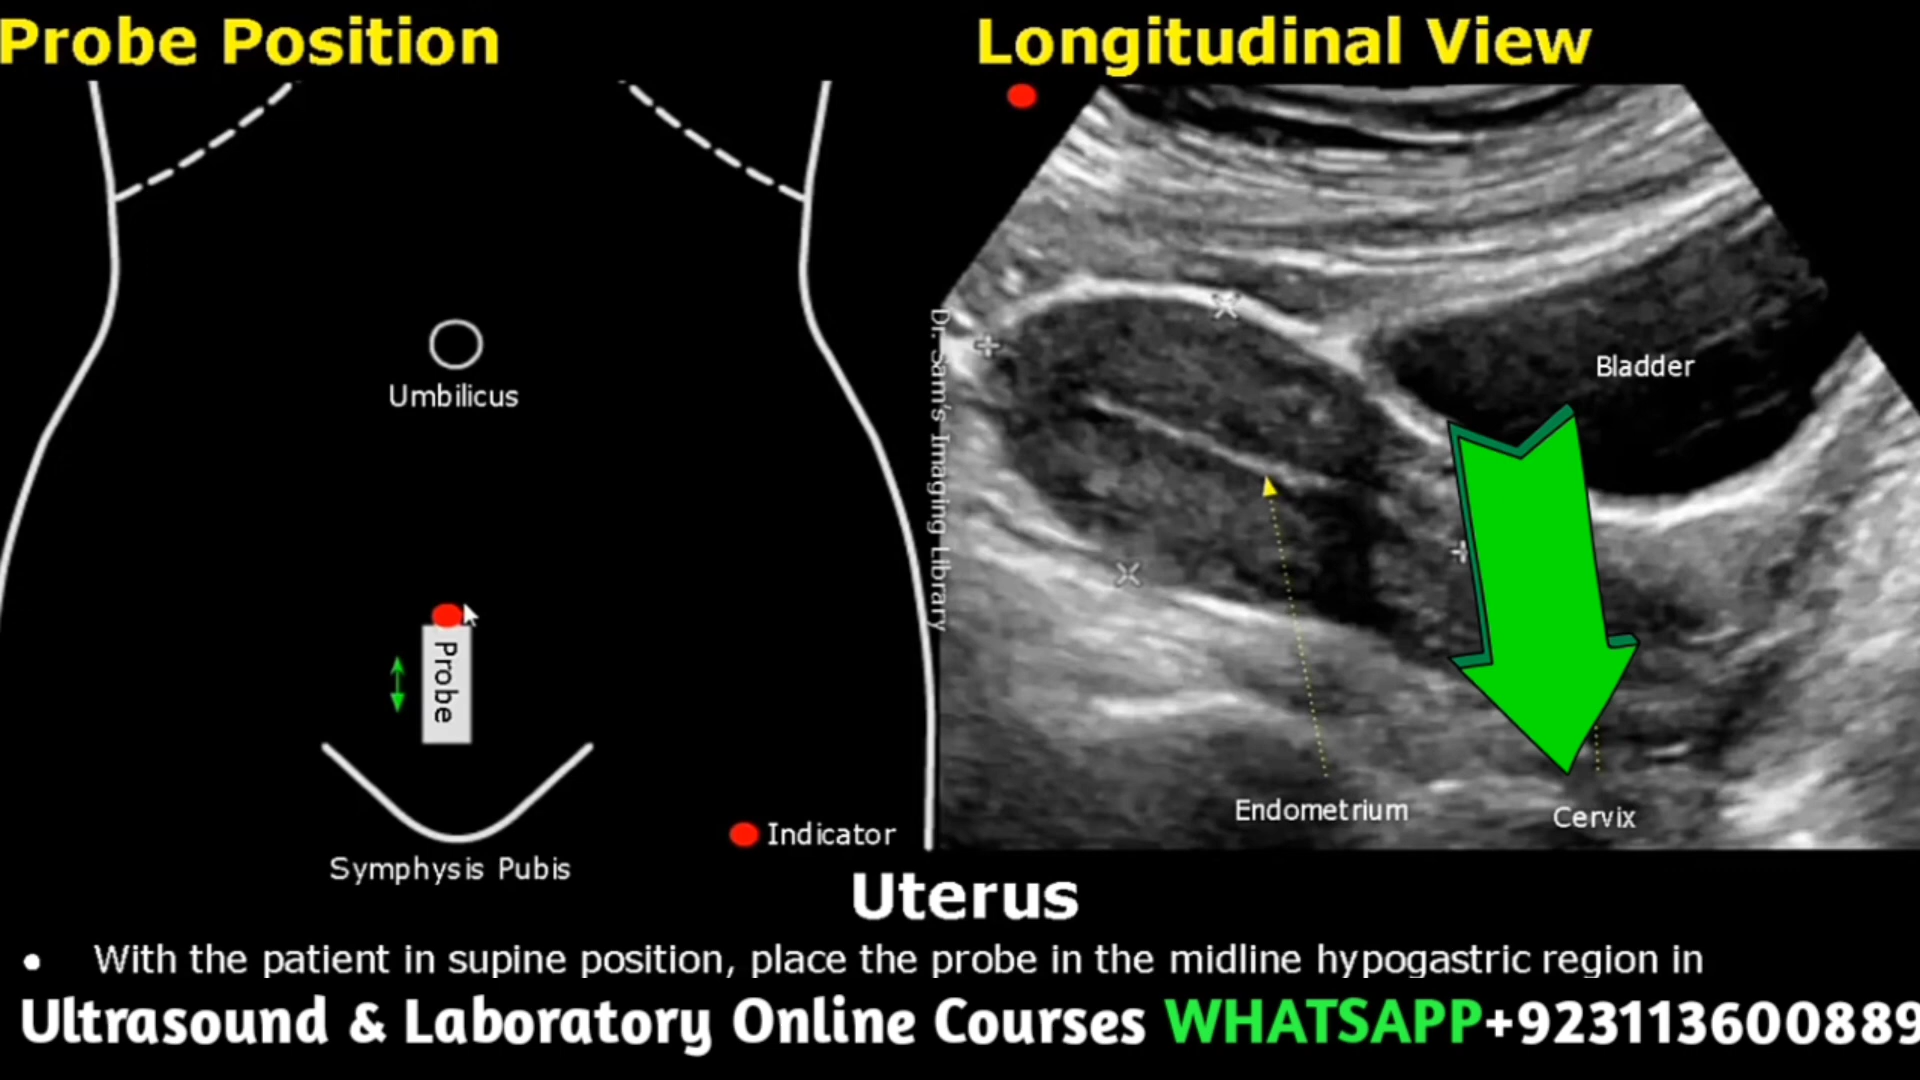 Probe Position
Longitudinal View
Umbilicus
Probe
Symphysis Pubis
Indicator
Dr. Sam's Imaging Library
Bladder
Endometrium
Cervix
Uterus
• With the patient in supine position, place the probe in the midline hypogastric region in
Ultrasound & Laboratory Online Courses WHATSAPP+923113600889